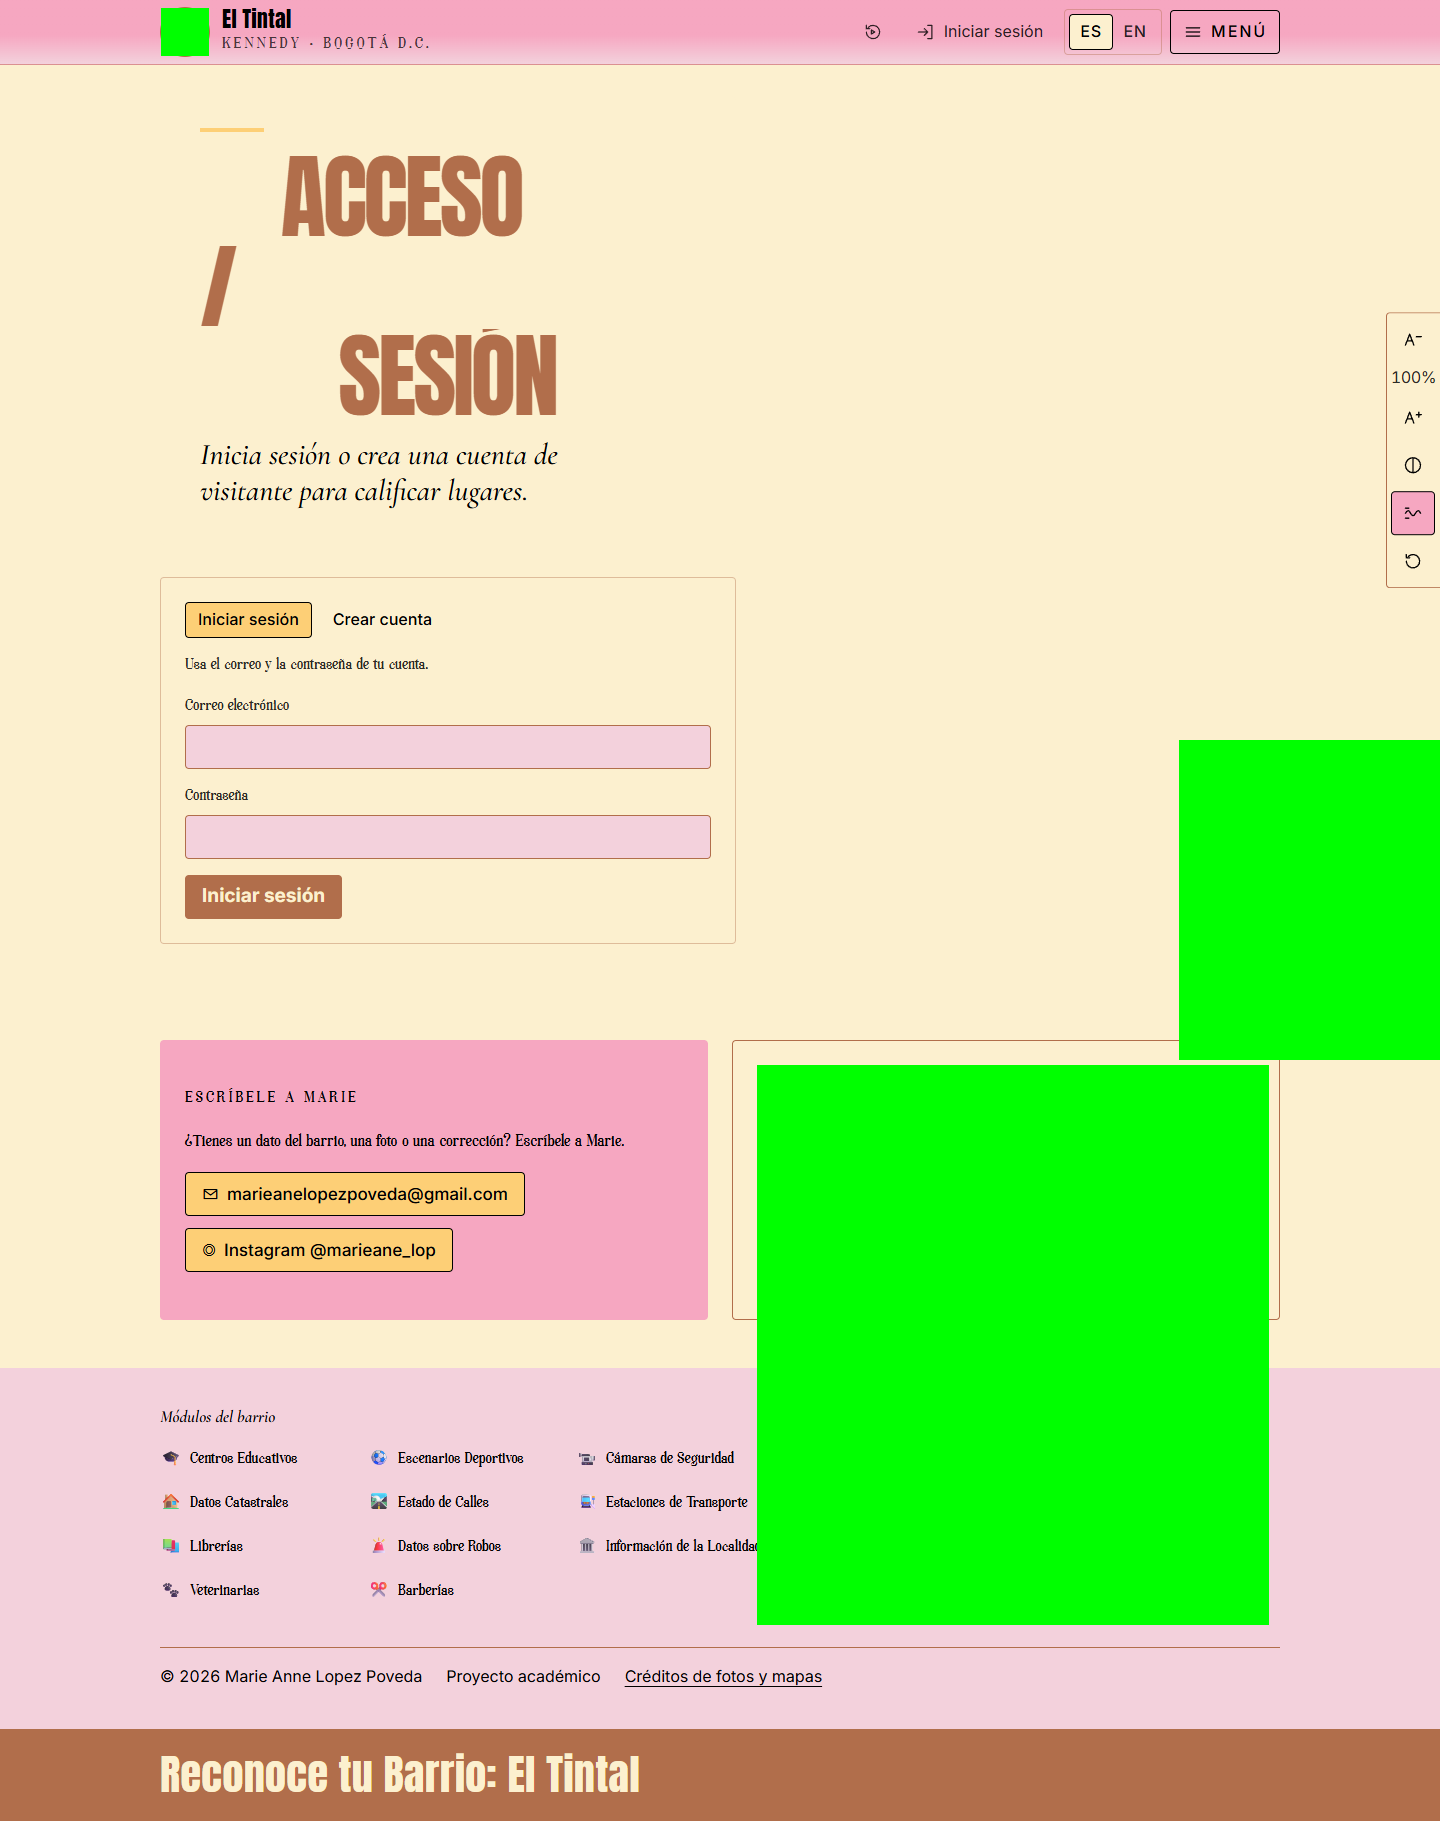 El Tintal
KENNEDY · BOGOTÁ D.C.
Iniciar sesión
ES EN
MENÚ
ACCESO
/
SESIÓN
Inicia sesión o crea una cuenta de
visitante para calificar lugares.
A−
100%
A+
Iniciar sesión Crear cuenta
Usa el correo y la contraseña de tu cuenta.
Correo electrónico
Contraseña
Iniciar sesión
ESCRÍBELE A MARIE
¿Tienes un dato del barrio, una foto o una corrección? Escríbele a Marie.
marieanelopezpoveda@gmail.com
Instagram @marieane_lop
Módulos del barrio
Centros Educativos Escenarios Deportivos Cámaras de Seguridad
Datos Catastrales Estado de Calles Estaciones de Transporte
Librerías Datos sobre Robos Información de la
Veterinarias Barberías
© 2026 Marie Anne Lopez Poveda Proyecto académico Créditos de fotos y mapas
Reconoce tu Barrio: El Tintal